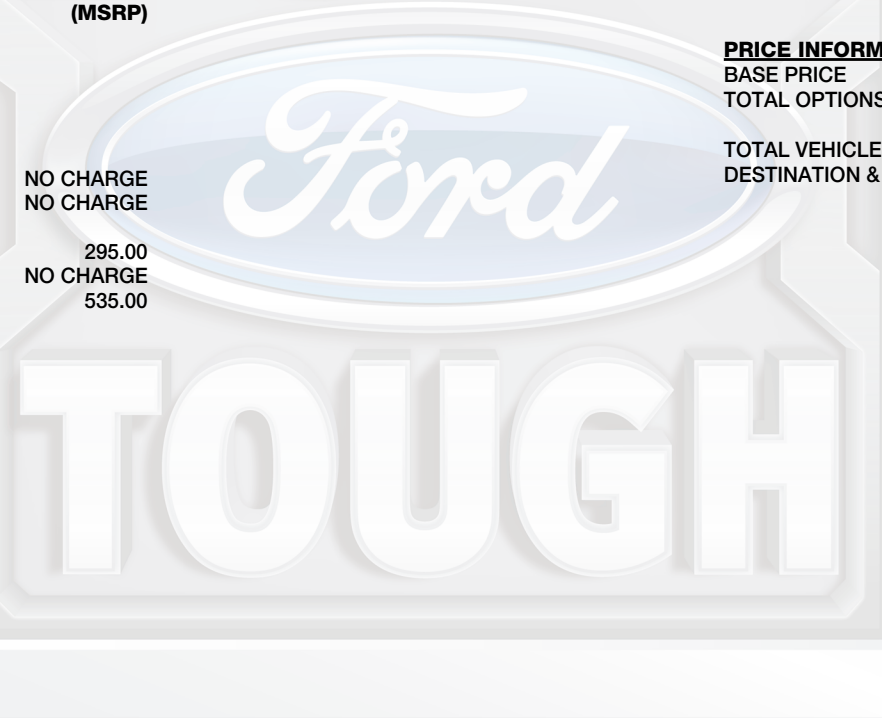 (MSRP)
NO CHARGE
NO CHARGE
295.00
NO CHARGE
535.00
PRICE INFORM
BASE PRICE
TOTAL OPTIONS
TOTAL VEHICLE
DESTINATION &
Ford
TOUGH